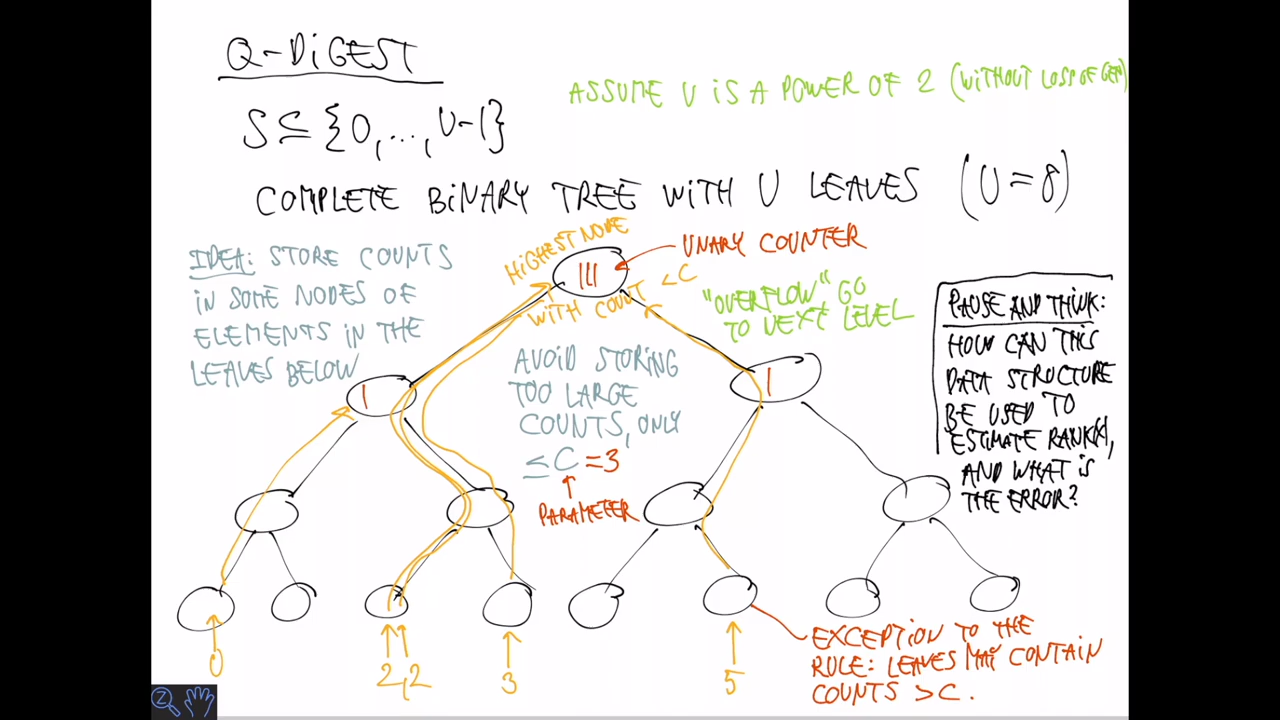 Q-DIGEST
ASSUME U IS A POWER OF 2 (WITHOUT LOSS OF GEN)
S ⊆ {0, ..., U-1}
COMPLETE BINARY TREE WITH U LEAVES (U=8)
IDEA: STORE COUNTS
IN SOME NODES OF
ELEMENTS IN THE
LEAVES BELOW
HIGHEST NODE
WITH COUNT < C
III
UNARY COUNTER
"OVERFLOW" GO
TO NEXT LEVEL
I
I
AVOID STORING
TOO LARGE
COUNTS, ONLY
≤ C = 3
PARAMETER
PAUSE AND THINK:
HOW CAN THIS
DATA STRUCTURE
BE USED TO
ESTIMATE RANK(x),
AND WHAT IS
THE ERROR?
0
2,2
3
5
EXCEPTION TO THE
RULE: LEAVES MAY CONTAIN
COUNTS > C.